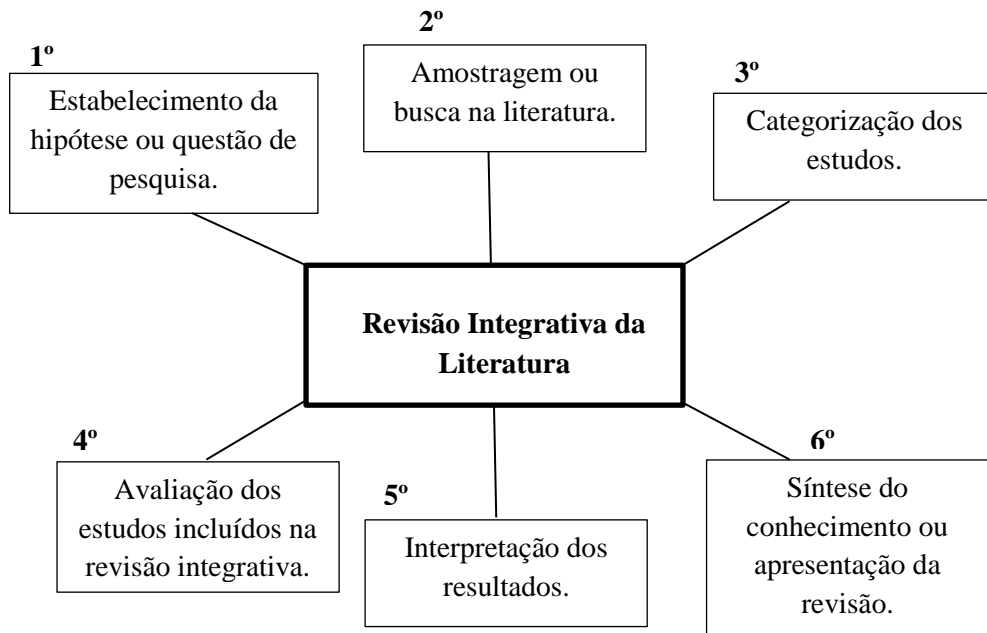 1º
Estabelecimento da
hipótese ou questão de
pesquisa.
2º
Amostragem ou
busca na literatura.
3º
Categorização dos
estudos.
Revisão Integrativa da
Literatura
4º
Avaliação dos
estudos incluídos na
revisão integrativa.
5º
Interpretação dos
resultados.
6º
Síntese do
conhecimento ou
apresentação da
revisão.